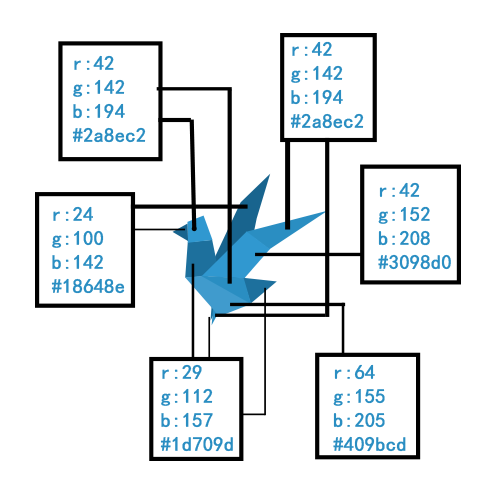 r:42
g:142
b:194
#2a8ec2
r:42
g:142
b:194
#2a8ec2
r:24
g:100
b:142
#18648e
r:42
g:152
b:208
#3098d0
r:29
g:112
b:157
#1d709d
r:64
g:155
b:205
#409bcd